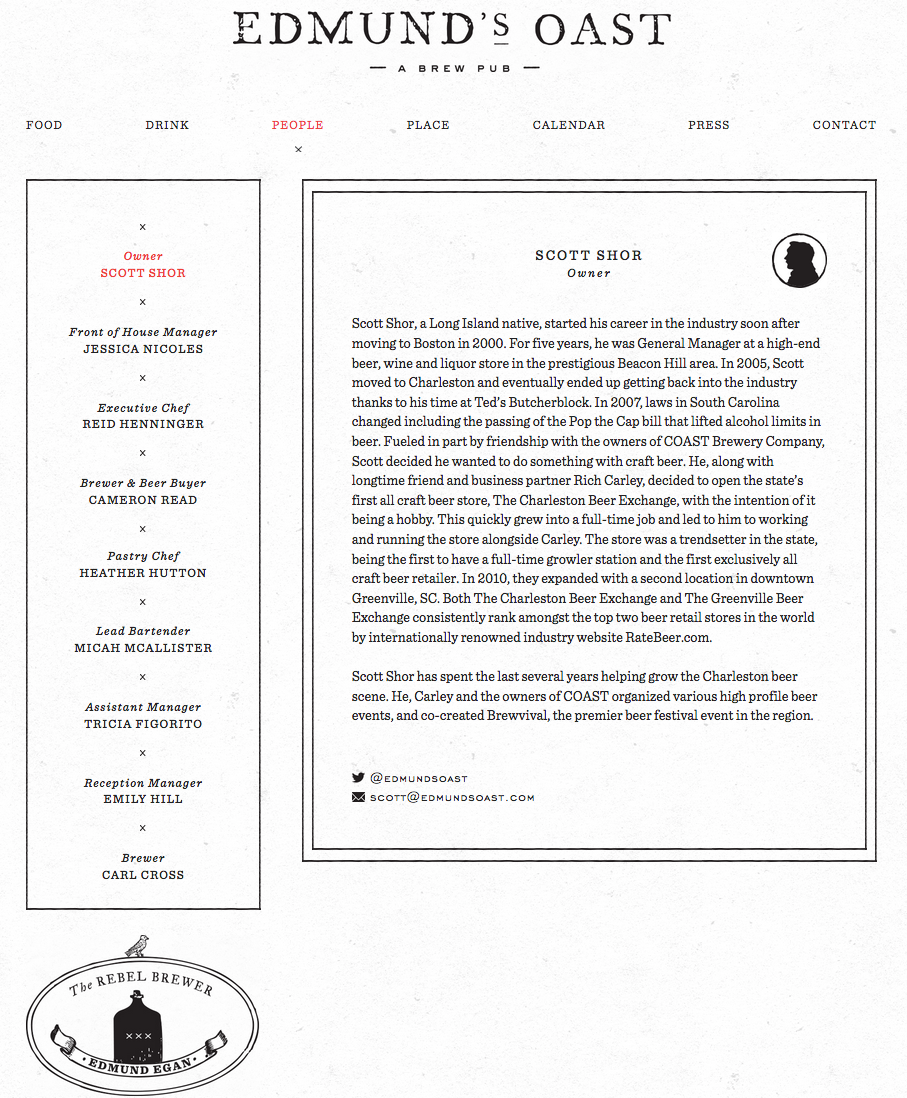 EDMUND'S OAST
— A BREW PUB —
FOOD DRINK PEOPLE PLACE CALENDAR PRESS CONTACT
x
x
Owner
SCOTT SHOR
x
Front of House Manager
JESSICA NICOLES
x
Executive Chef
REID HENNINGER
x
Brewer & Beer Buyer
CAMERON READ
x
Pastry Chef
HEATHER HUTTON
x
Lead Bartender
MICAH MCALLISTER
x
Assistant Manager
TRICIA FIGORITO
x
Reception Manager
EMILY HILL
x
Brewer
CARL CROSS
SCOTT SHOR
Owner
Scott Shor, a Long Island native, started his career in the industry soon after
moving to Boston in 2000. For five years, he was General Manager at a high-end
beer, wine and liquor store in the prestigious Beacon Hill area. In 2005, Scott
moved to Charleston and eventually ended up getting back into the industry
thanks to his time at Ted's Butcherblock. In 2007, laws in South Carolina
changed including the passing of the Pop the Cap bill that lifted alcohol limits in
beer. Fueled in part by friendship with the owners of COAST Brewery Company,
Scott decided he wanted to do something with craft beer. He, along with
longtime friend and business partner Rich Carley, decided to open the state's
first all craft beer store, The Charleston Beer Exchange, with the intention of it
being a hobby. This quickly grew into a full-time job and led to him to working
and running the store alongside Carley. The store was a trendsetter in the state,
being the first to have a full-time growler station and the first exclusively all
craft beer retailer. In 2010, they expanded with a second location in downtown
Greenville, SC. Both The Charleston Beer Exchange and The Greenville Beer
Exchange consistently rank amongst the top two beer retail stores in the world
by internationally renowned industry website RateBeer.com.
Scott Shor has spent the last several years helping grow the Charleston beer
scene. He, Carley and the owners of COAST organized various high profile beer
events, and co-created Brewvival, the premier beer festival event in the region.
@EDMUNDSOAST
SCOTT@EDMUNDSOAST.COM
The REBEL BREWER
XXX
· EDMUND EGAN ·